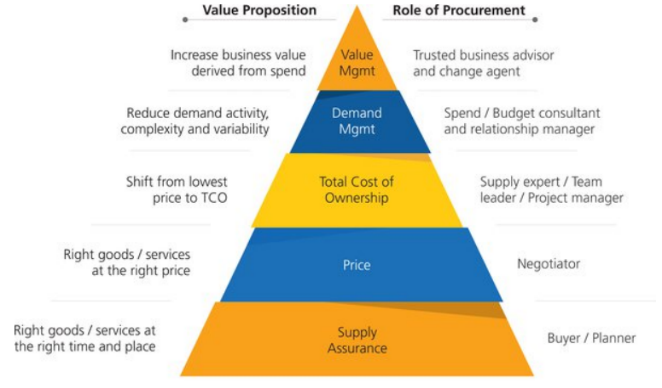 Value Proposition
Role of Procurement
Increase business value
derived from spend
Value
Mgmt
Trusted business advisor
and change agent
Reduce demand activity,
complexity and variability
Demand
Mgmt
Spend / Budget consultant
and relationship manager
Shift from lowest
price to TCO
Total Cost of
Ownership
Supply expert / Team
leader / Project manager
Right goods / services
at the right price
Price
Negotiator
Right goods / services at
the right time and place
Supply
Assurance
Buyer / Planner